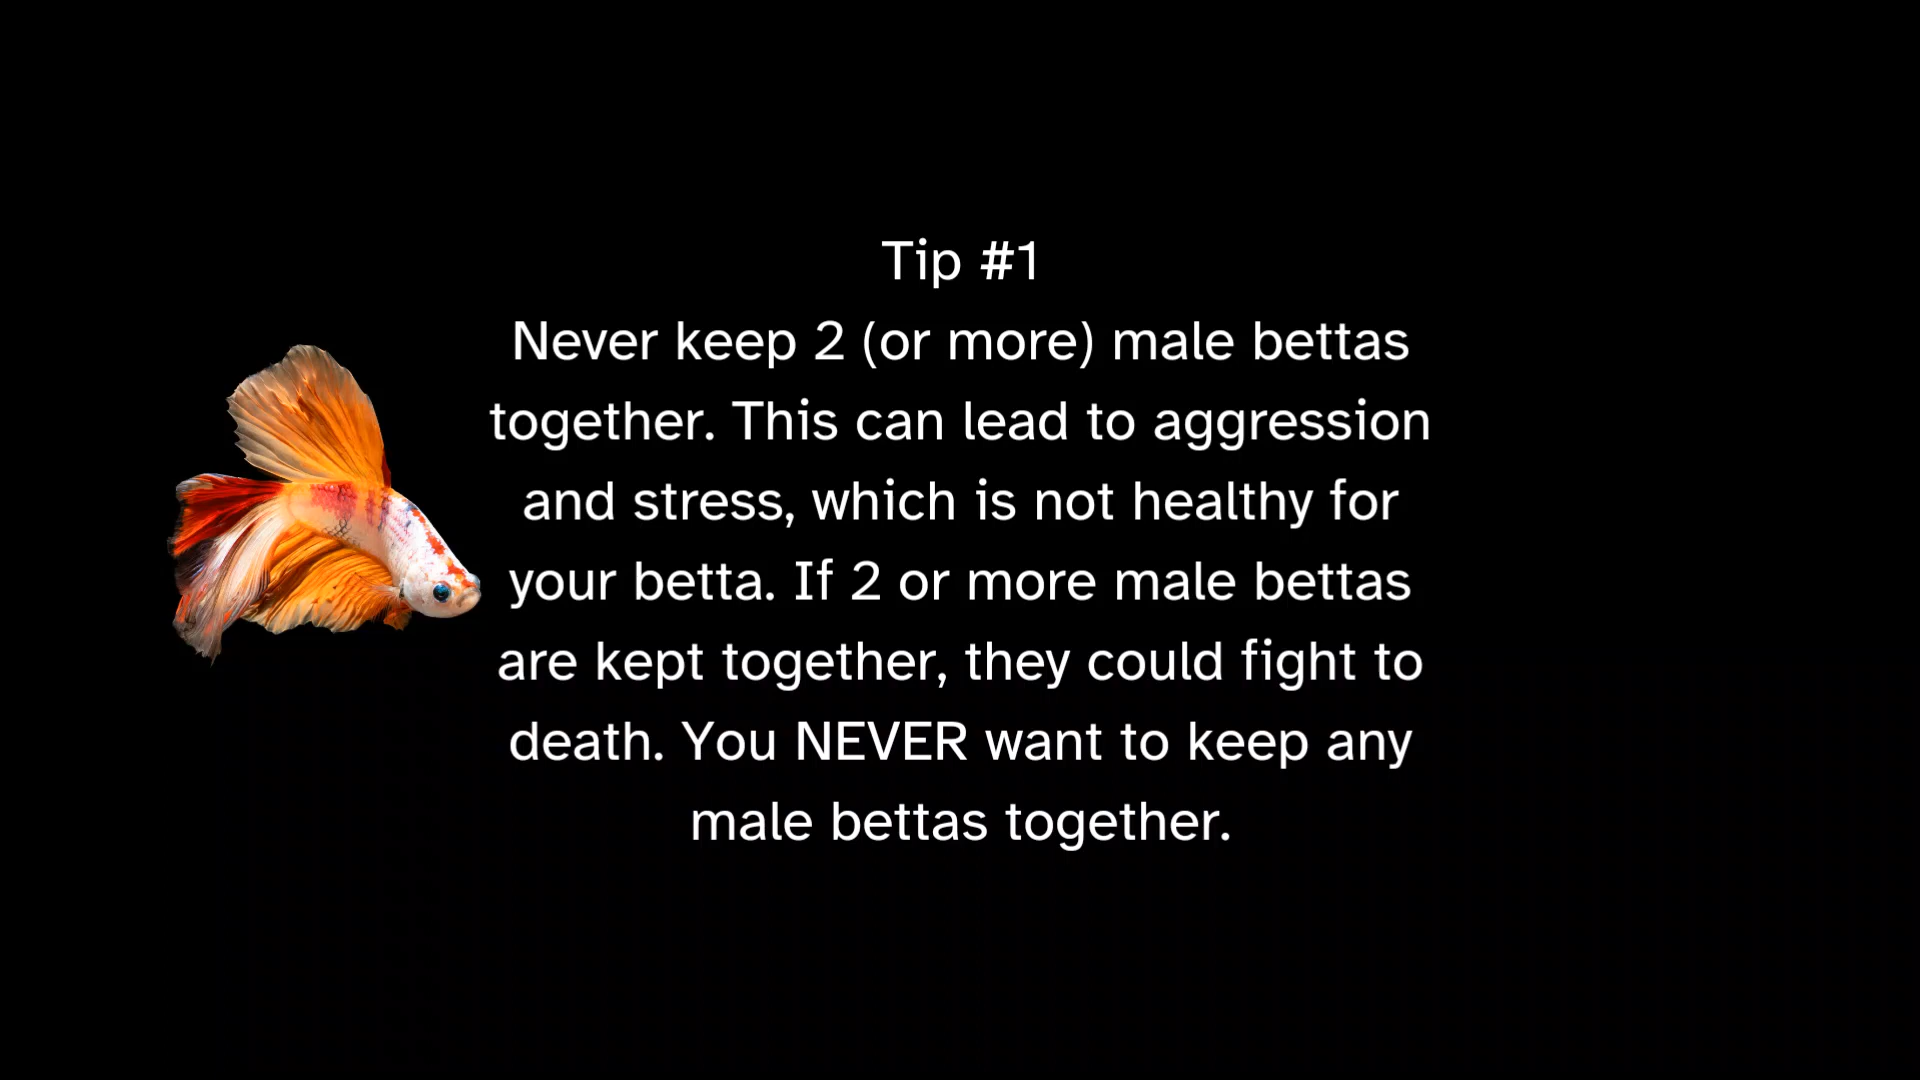 Tip #1
Never keep 2 (or more) male bettas
together. This can lead to aggression
and stress, which is not healthy for
your betta. If 2 or more male bettas
are kept together, they could fight to
death. You NEVER want to keep any
male bettas together.